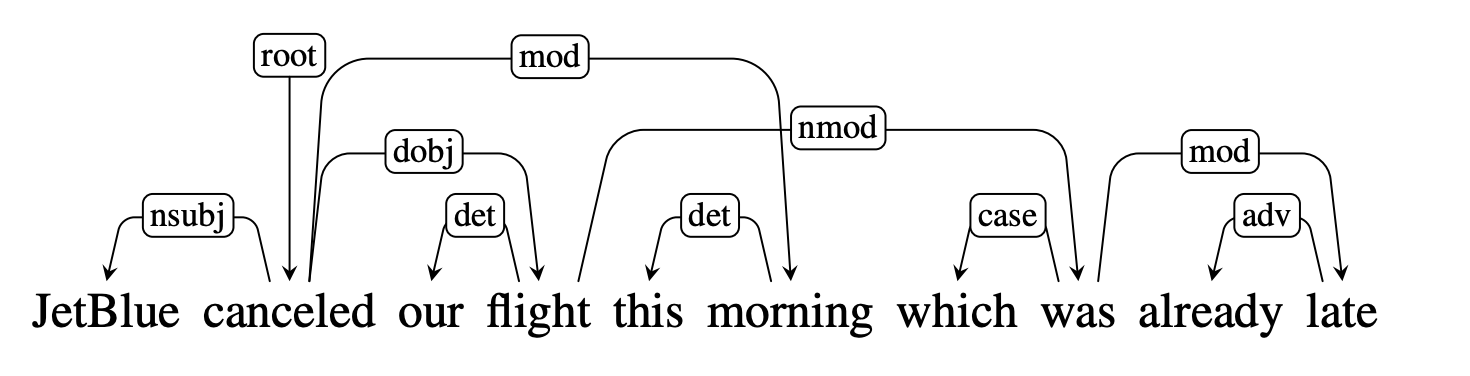 root mod
nmod
dobj mod
nsubj det det case adv
JetBlue canceled our flight this morning which was already late